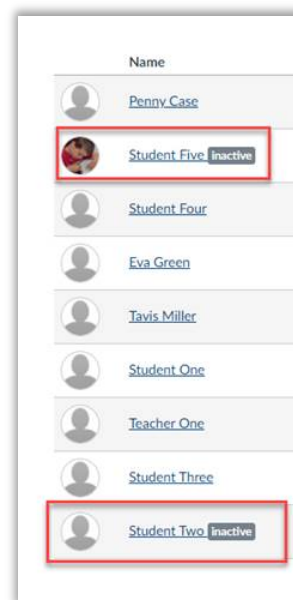 Name
Penny Case
Student Five inactive
Student Four
Eva Green
Tavis Miller
Student One
Teacher One
Student Three
Student Two inactive